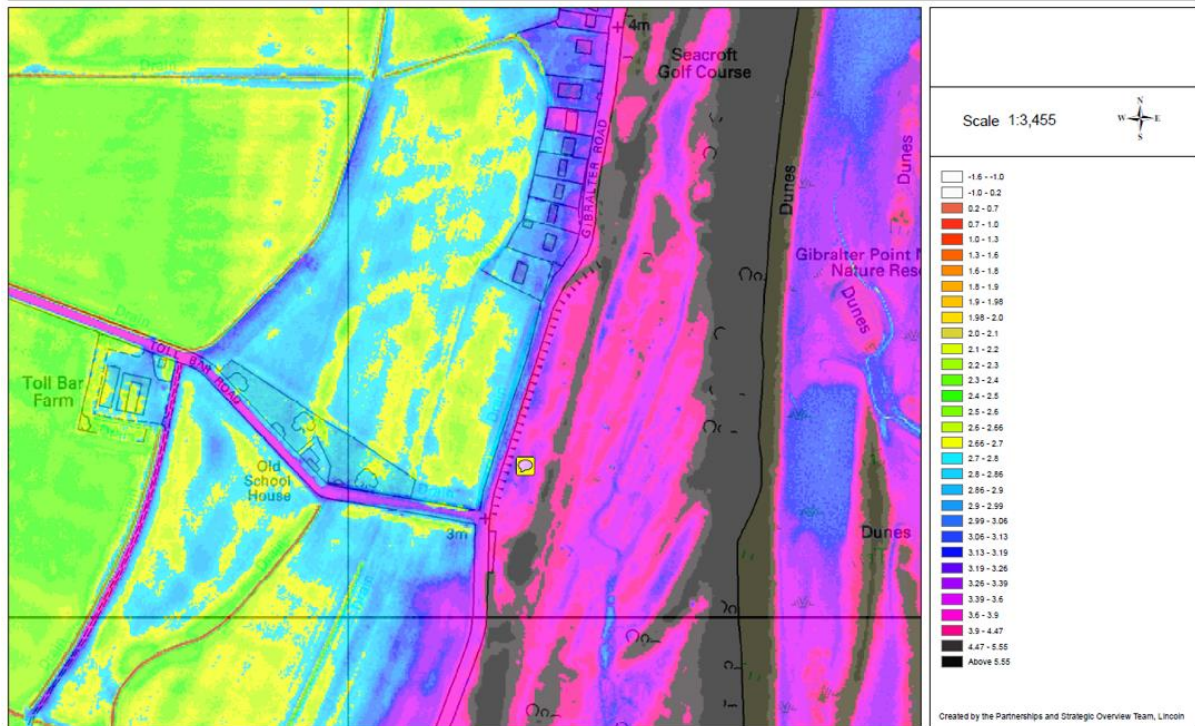 4m
Seacroft
Golf Course
GIBRALTER ROAD
Drain
Dunes
Dunes
Gibralter Point N
Nature Rese
Dunes
Drain
TOLL BAR ROAD
Toll Bar
Farm
Drain
Old
School
House
Drain
3m
Dunes
Drain
Drain
Scale 1:3,455
N
W E
S
-1.6 - -1.0
-1.0 - 0.2
0.2 - 0.7
0.7 - 1.0
1.0 - 1.3
1.3 - 1.6
1.6 - 1.8
1.8 - 1.9
1.9 - 1.98
1.98 - 2.0
2.0 - 2.1
2.1 - 2.2
2.2 - 2.3
2.3 - 2.4
2.4 - 2.5
2.5 - 2.6
2.6 - 2.66
2.66 - 2.7
2.7 - 2.8
2.8 - 2.86
2.86 - 2.9
2.9 - 2.99
2.99 - 3.06
3.06 - 3.13
3.13 - 3.19
3.19 - 3.26
3.26 - 3.39
3.39 - 3.6
3.6 - 3.9
3.9 - 4.47
4.47 - 5.55
Above 5.55
Created by the Partnerships and Strategic Overview Team, Lincoln